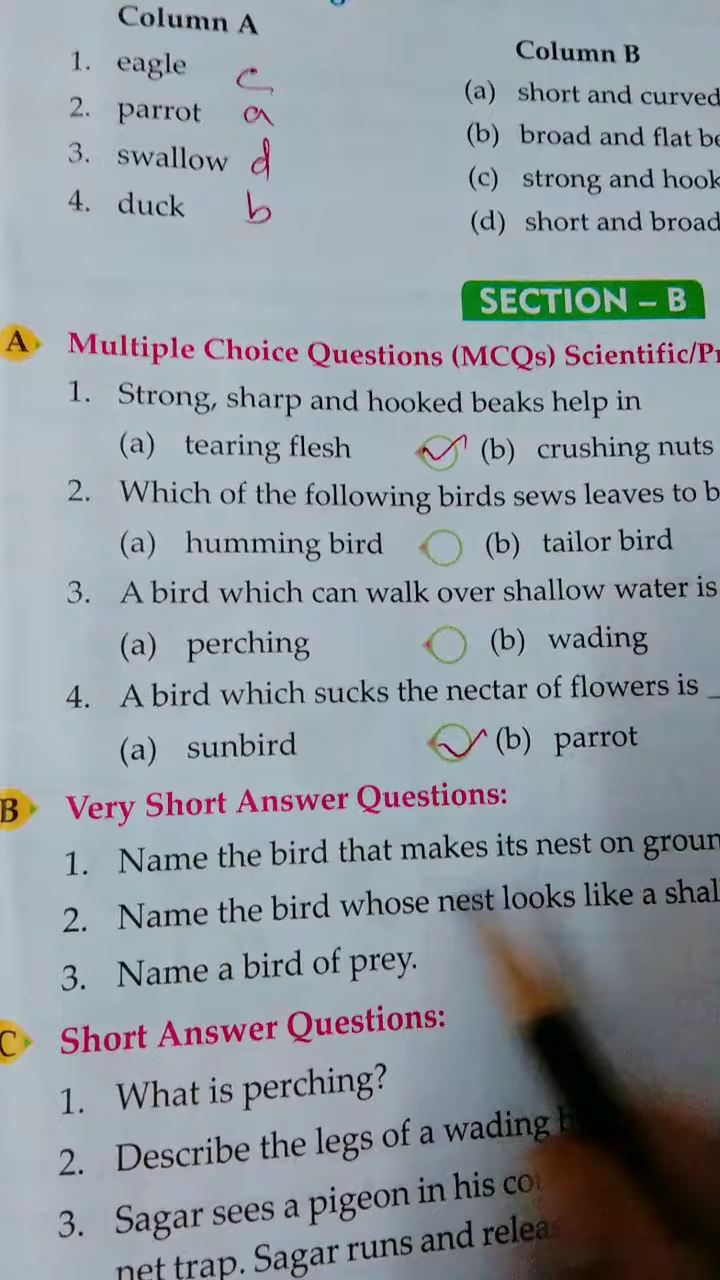 Column A
1. eagle c
2. parrot a
3. swallow d
4. duck b
Column B
(a) short and curved
(b) broad and flat
(c) strong and hook
(d) short and broad
SECTION – B
A Multiple Choice Questions (MCQs) Scientific/
1. Strong, sharp and hooked beaks help in
(a) tearing flesh (b) crushing nuts
2. Which of the following birds sews leaves to
(a) humming bird (b) tailor bird
3. A bird which can walk over shallow water is
(a) perching (b) wading
4. A bird which sucks the nectar of flowers is _
(a) sunbird (b) parrot
B Very Short Answer Questions:
1. Name the bird that makes its nest on groun
2. Name the bird whose nest looks like a shal
3. Name a bird of prey.
C Short Answer Questions:
1. What is perching?
2. Describe the legs of a wading
3. Sagar sees a pigeon in his
net trap. Sagar runs and relea